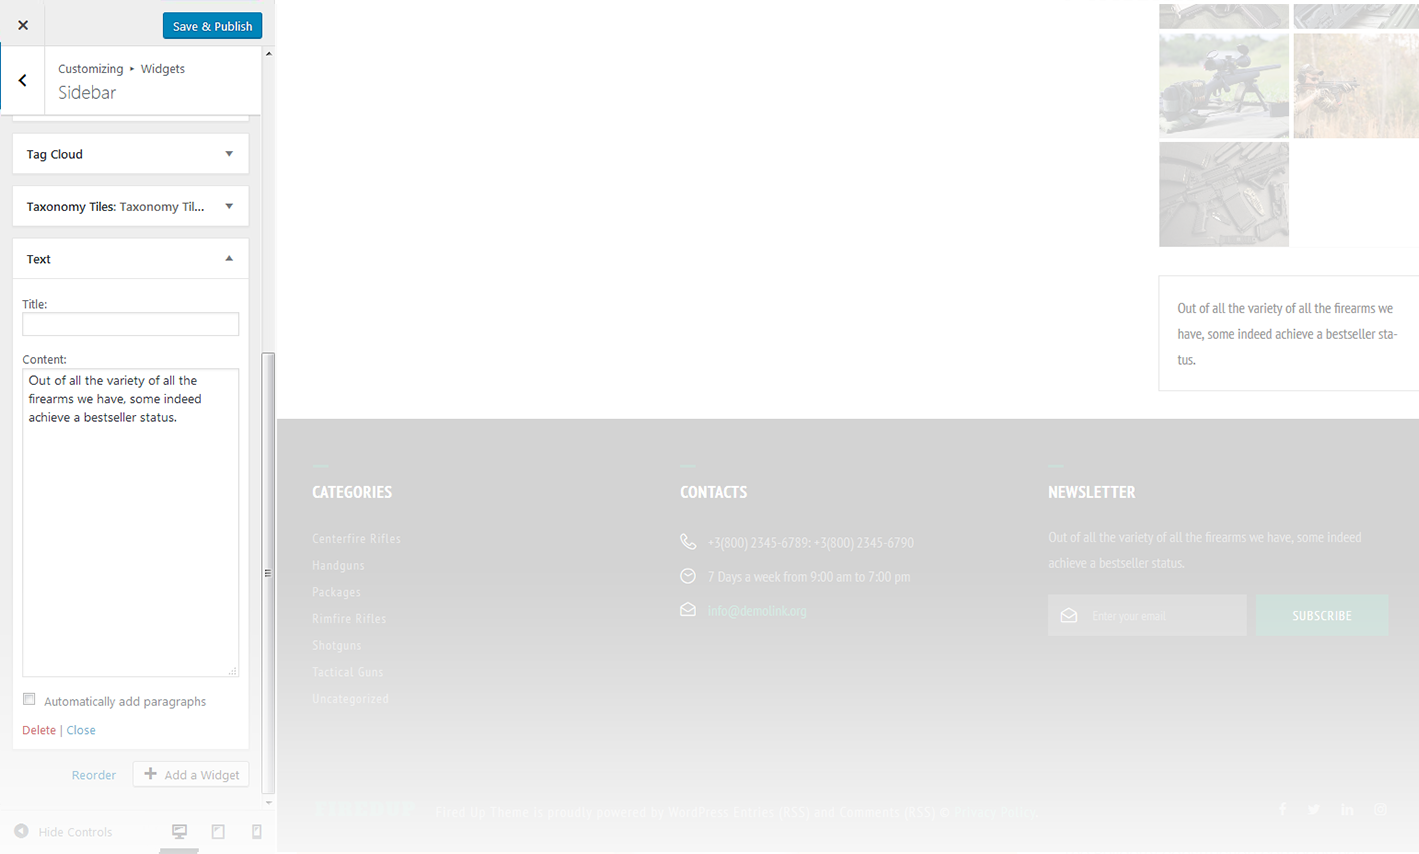 Save & Publish
Customizing ▸ Widgets
Sidebar
Tag Cloud
Taxonomy Tiles: Taxonomy Til...
Text
Title:
Content:
Out of all the variety of all the
firearms we have, some indeed
achieve a bestseller status.
Automatically add paragraphs
Delete | Close
Reorder
Add a Widget
Hide Controls
Out of all the variety of all the firearms we
have, some indeed achieve a bestseller sta-
tus.
CATEGORIES
Centerfire Rifles
Handguns
Packages
Rimfire Rifles
Shotguns
Tactical Guns
Uncategorized
CONTACTS
+3(800) 2345-6789; +3(800) 2345-6790
7 Days a week from 9:00 am to 7:00 pm
info@demolink.org
NEWSLETTER
Out of all the variety of all the firearms we have, some indeed
achieve a bestseller status.
Enter your email
SUBSCRIBE
Fired Up Theme is proudly powered by WordPress Entries (RSS) and Comments (RSS) © Privacy Policy